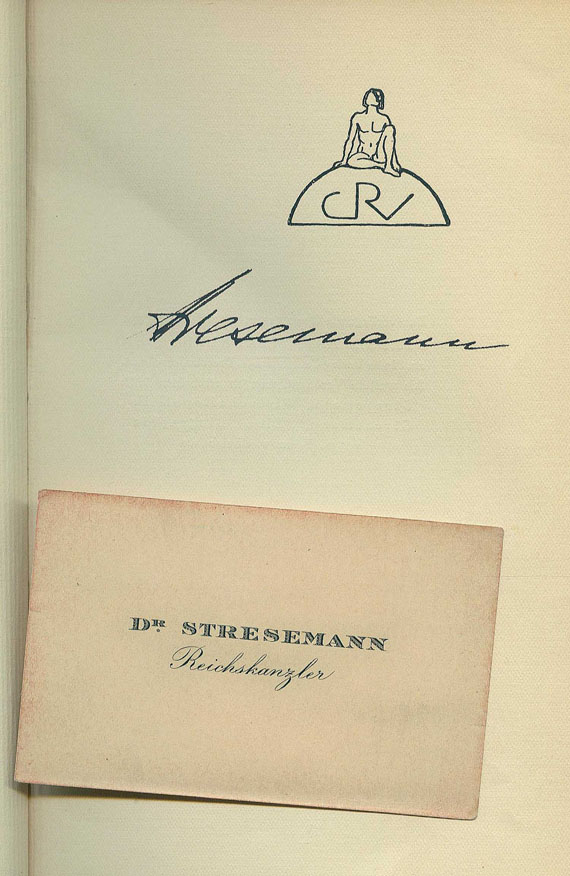 CRV
Stresemann
DR. STRESEMANN
Reichskanzler